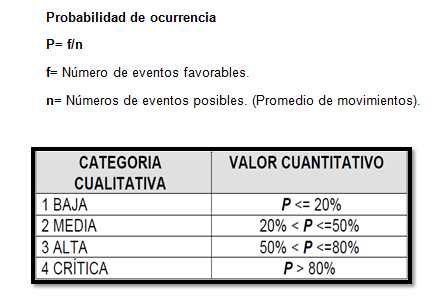 Probabilidad de ocurrencia
P= f/n
f= Número de eventos favorables.
n= Números de eventos posibles. (Promedio de movimientos).
CATEGORIA CUALITATIVA VALOR CUANTITATIVO
1 BAJA P <= 20%
2 MEDIA 20% < P <=50%
3 ALTA 50% < P <=80%
4 CRÍTICA P > 80%